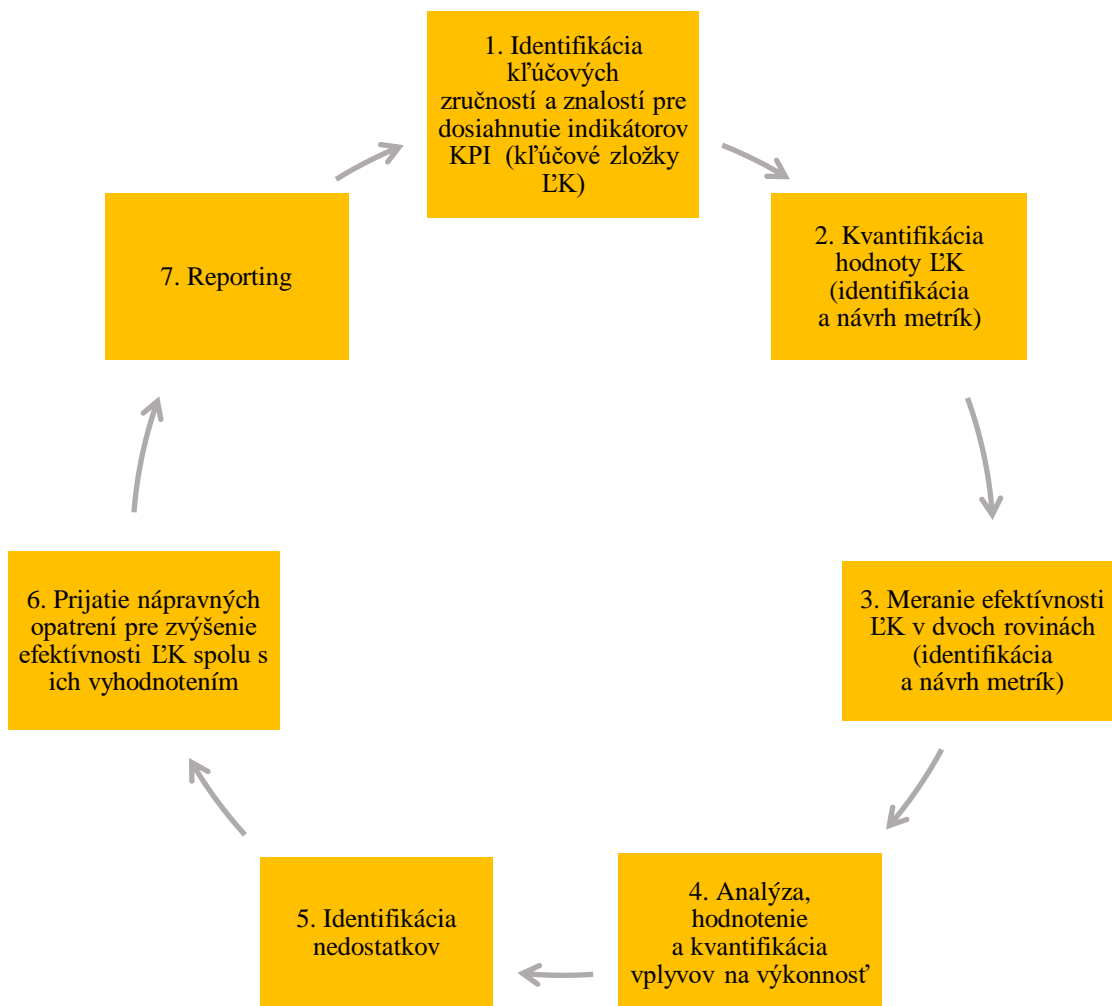 1. Identifikácia
kľúčových
zručností a znalostí pre
dosiahnutie indikátorov
KPI (kľúčové zložky
ĽK)
2. Kvantifikácia
hodnoty ĽK
(identifikácia
a návrh metrík)
3. Meranie efektívnosti
ĽK v dvoch rovinách
(identifikácia
a návrh metrík)
4. Analýza,
hodnotenie
a kvantifikácia
vplyvov na výkonnosť
5. Identifikácia
nedostatkov
6. Prijatie nápravných
opatrení pre zvýšenie
efektívnosti ĽK spolu s
ich vyhodnotením
7. Reporting